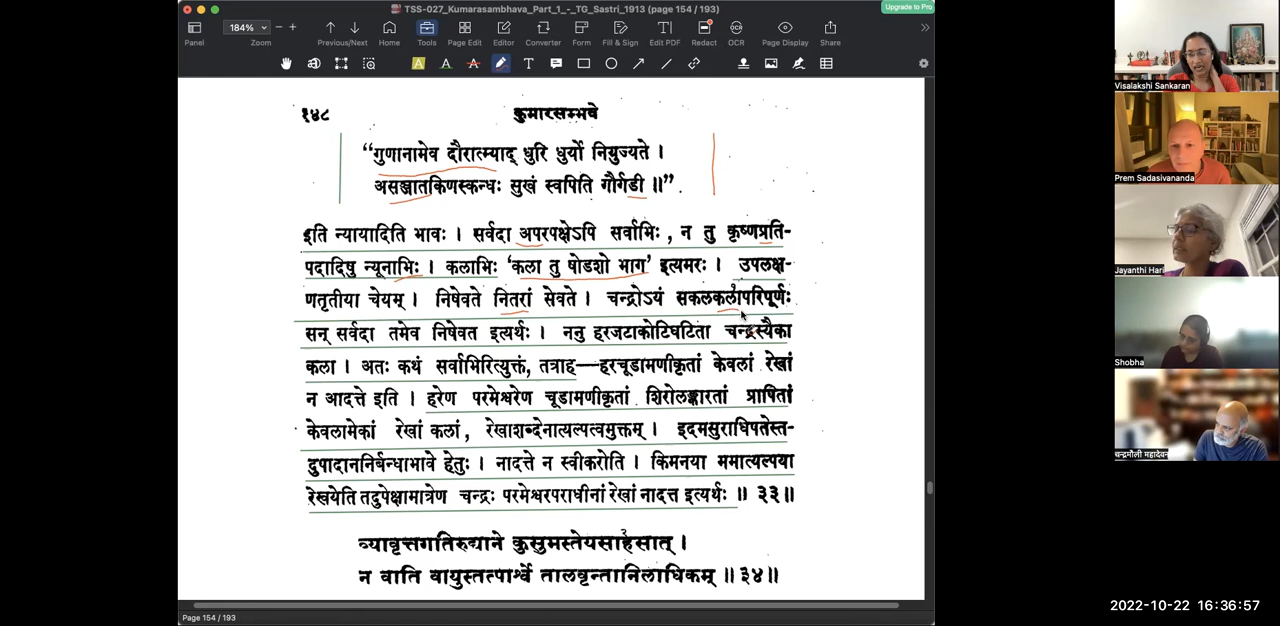 TSS-027_Kumarasambhava_Part_1_-_TG_Sastri_1913 (page 154 / 193)
Upgrade to Pro
184%
Panel Zoom Previous/Next Home Tools Page Edit Editor Converter Form Fill & Sign Edit PDF Redact OCR Page Display Share
१४८ कुमारसम्भवे
“गुणानामेव दौरात्म्याद् धुरि धुर्यो नियुज्यते ।
असञ्जातकिणस्कन्धः सुखं स्वपिति गौर्गडी ॥”
इति न्यायादिति भावः । सर्वदा अपरपक्षेऽपि सर्वाभिः, न तु कृष्णप्रति-
पदादिषु न्यूनाभिः । कलाभिः ‘कला तु षोडशो भाग’ इत्यमरः । उपलक्ष-
णतृतीया चेयम् । निषेवते नितरां सेवते । चन्द्रोऽयं सकलकलापरिपूर्णः
सन् सर्वदा तमेव निषेवत इत्यर्थः । ननु हरजटाकोटिघटिता चन्द्रस्यैका
कला । अतः कथं सर्वाभिरित्युक्तं, तत्राह—हरचूडामणीकृतां केवलां रेखां
न आदत्ते इति । हरेण परमेश्वरेण चूडामणीकृतां शिरोलङ्कारतां प्रापितां
केवलामेकां रेखां कलां, रेखाशब्देनात्यल्पत्वमुक्तम् । इदमसुराधिपतेस्त-
दुपादाननिर्बन्धाभावे हेतुः । नादत्ते न स्वीकरोति । किमनया ममात्यल्पया
रेखयेति तदुपेक्षामात्रेण चन्द्रः परमेश्वरपराधीनां रेखां नादत्त इत्यर्थः ॥ ३३ ॥
व्यावृत्तगतिरुद्याने कुसुमस्तेयसाहसात् ।
न वाति वायुस्तत्पार्श्वे तालवृन्तानिलाधिकम् ॥ ३४ ॥
Page 154 / 193
Visalakshi Sankaran
Prem Sadasivananda
Jayanthi Hari
Shobha
चन्द्रमौली महादेवन
2022-10-22 16:36:57